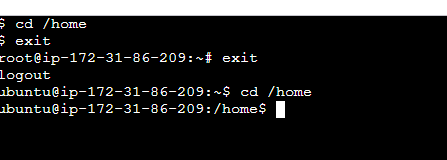 $ cd /home
$ exit
root@ip-172-31-86-209:~# exit
logout
ubuntu@ip-172-31-86-209:~$ cd /home
ubuntu@ip-172-31-86-209:/home$